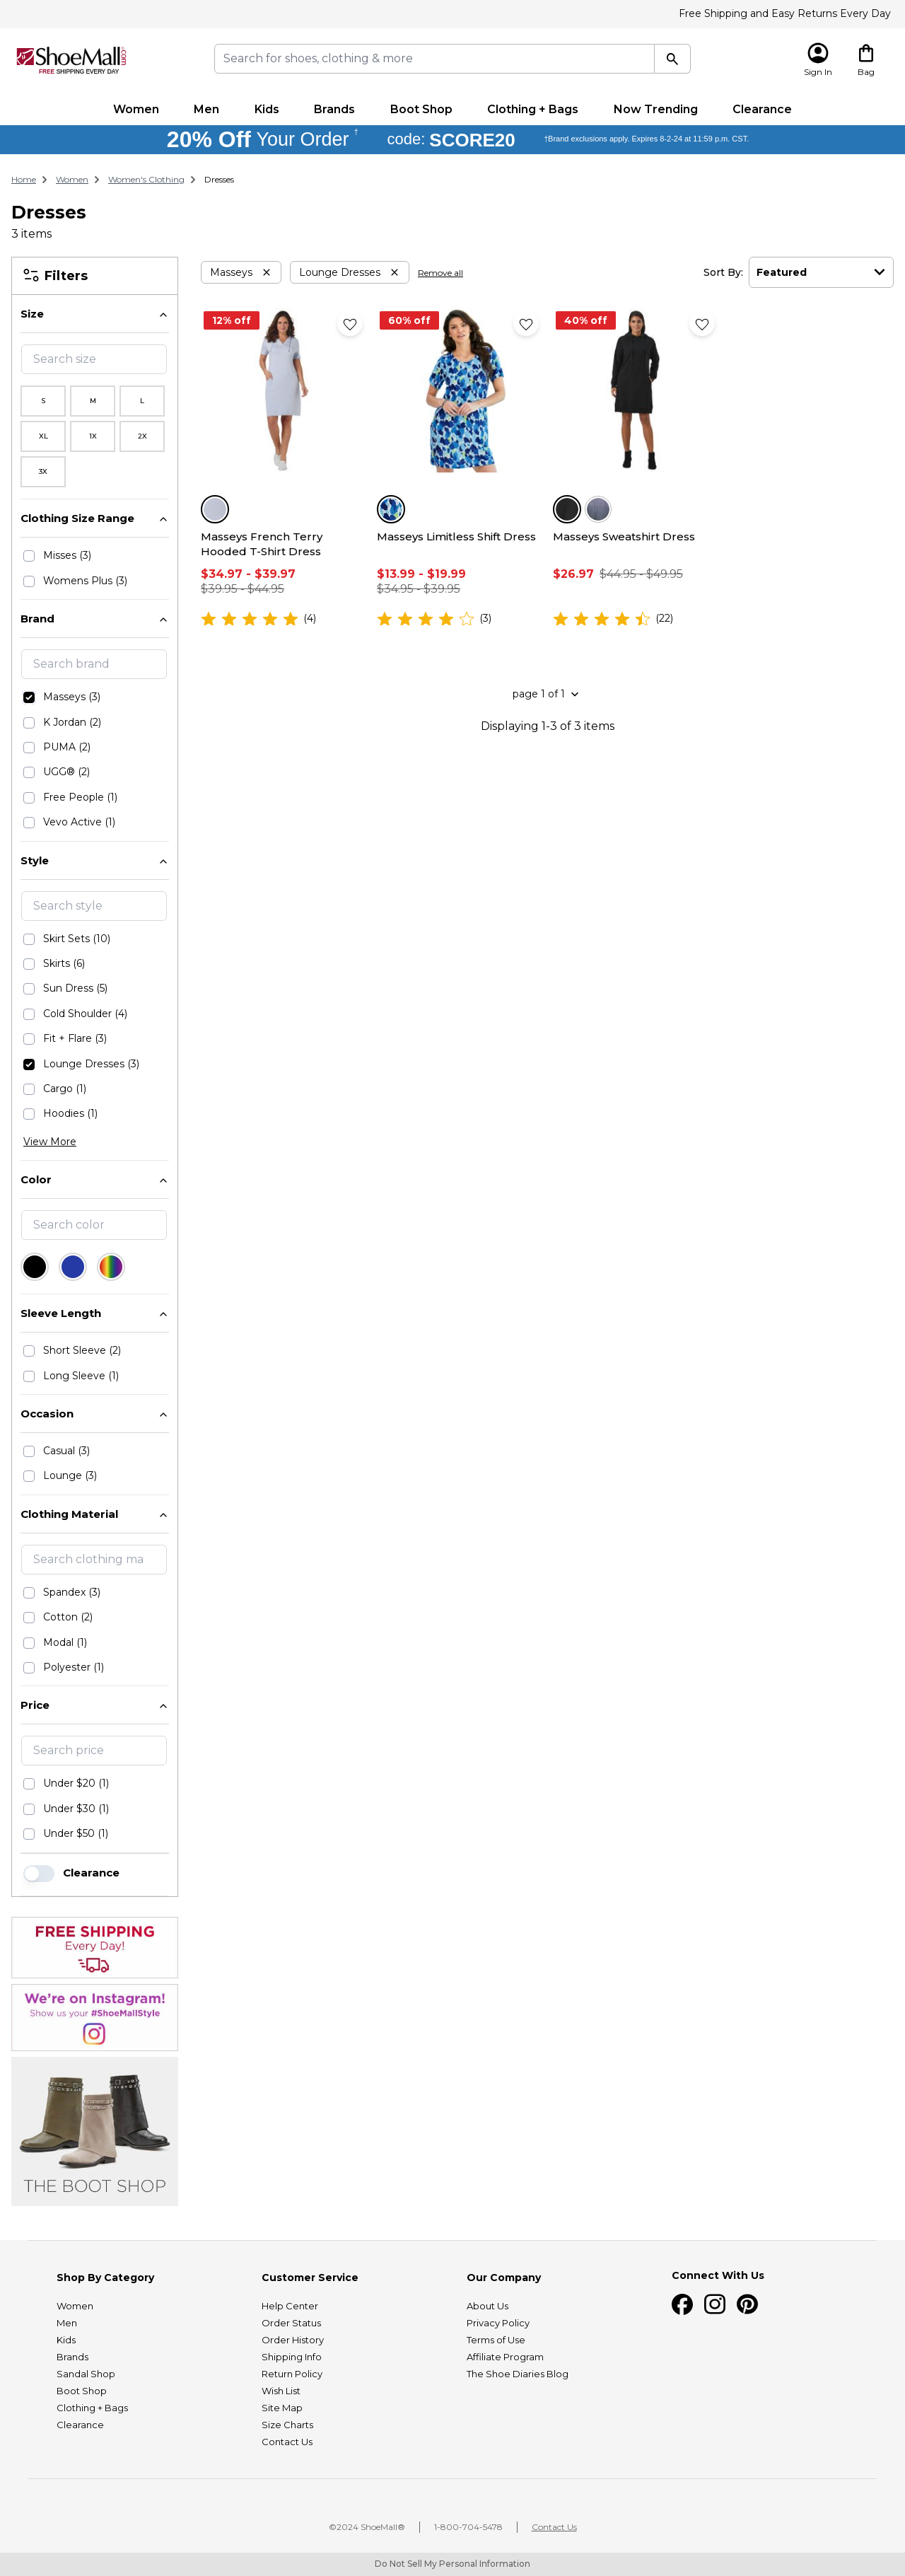 Free Shipping and Easy Returns Every Day
ShoeMall.com
FREE SHIPPING EVERY DAY
Search for shoes, clothing & more
Sign In
Bag
Women Men Kids Brands Boot Shop Clothing + Bags Now Trending Clearance
20% Off Your Order † code: SCORE20 †Brand exclusions apply. Expires 8-2-24 at 11:59 p.m. CST.
Home > Women > Women's Clothing > Dresses
Dresses
3 items
Filters
Size
Search size
S M L
XL 1X 2X
3X
Clothing Size Range
Misses (3)
Womens Plus (3)
Brand
Search brand
Masseys (3)
K Jordan (2)
PUMA (2)
UGG® (2)
Free People (1)
Vevo Active (1)
Style
Search style
Skirt Sets (10)
Skirts (6)
Sun Dress (5)
Cold Shoulder (4)
Fit + Flare (3)
Lounge Dresses (3)
Cargo (1)
Hoodies (1)
View More
Color
Search color
Sleeve Length
Short Sleeve (2)
Long Sleeve (1)
Occasion
Casual (3)
Lounge (3)
Clothing Material
Search clothing ma
Spandex (3)
Cotton (2)
Modal (1)
Polyester (1)
Price
Search price
Under $20 (1)
Under $30 (1)
Under $50 (1)
Clearance
FREE SHIPPING
Every Day!
We're on Instagram!
Show us your #ShoeMallStyle
THE BOOT SHOP
Masseys
Lounge Dresses
Remove all
Sort By: Featured
12% off
Masseys French Terry
Hooded T-Shirt Dress
$34.97 - $39.97
$39.95 - $44.95
(4)
60% off
Masseys Limitless Shift Dress
$13.99 - $19.99
$34.95 - $39.95
(3)
40% off
Masseys Sweatshirt Dress
$26.97 $44.95 - $49.95
(22)
page 1 of 1
Displaying 1-3 of 3 items
Shop By Category
Women
Men
Kids
Brands
Sandal Shop
Boot Shop
Clothing + Bags
Clearance
Customer Service
Help Center
Order Status
Order History
Shipping Info
Return Policy
Wish List
Site Map
Size Charts
Contact Us
Our Company
About Us
Privacy Policy
Terms of Use
Affiliate Program
The Shoe Diaries Blog
Connect With Us
©2024 ShoeMall® 1-800-704-5478 Contact Us
Do Not Sell My Personal Information